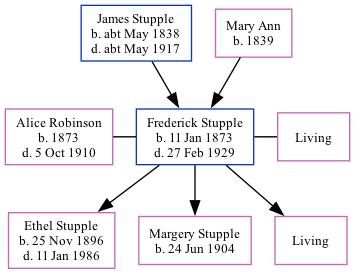 James Stupple
b. abt May 1838
d. abt May 1917
Mary Ann
b. 1839
Alice Robinson
b. 1873
d. 5 Oct 1910
Frederick Stupple
b. 11 Jan 1873
d. 27 Feb 1929
Living
Ethel Stupple
b. 25 Nov 1896
d. 11 Jan 1986
Margery Stupple
b. 24 Jun 1904
Living